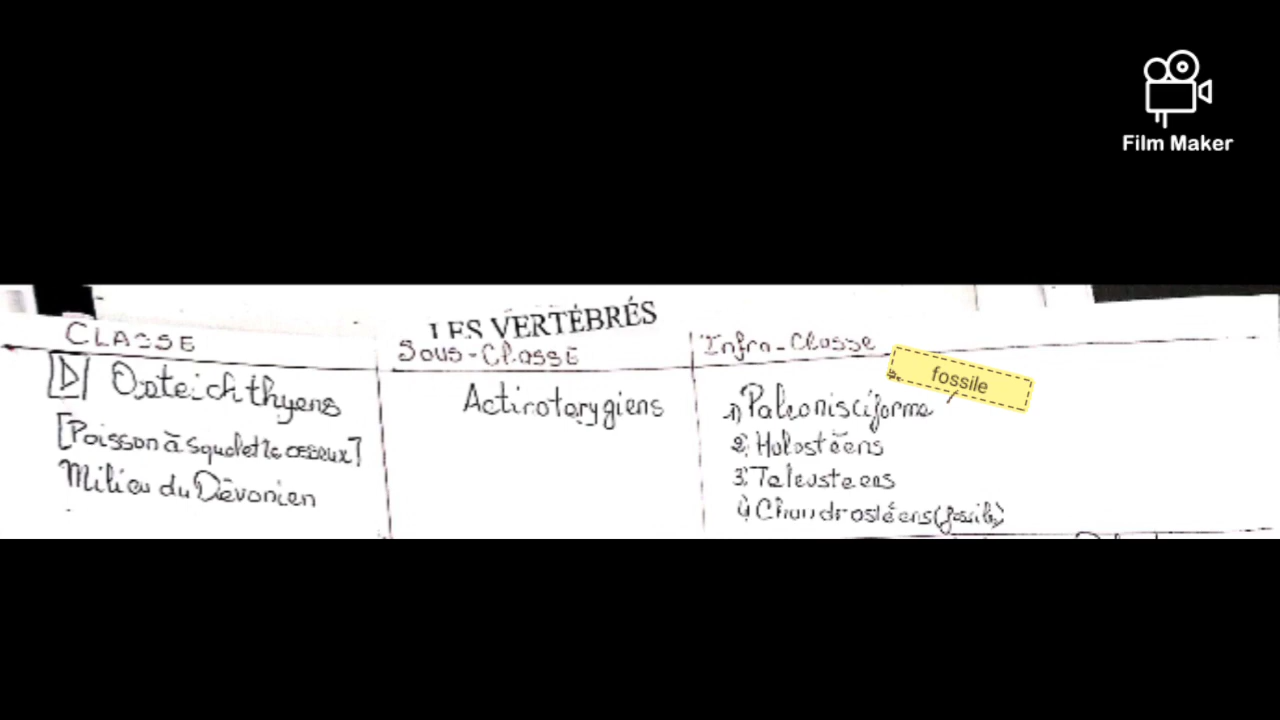 Film Maker
LES VERTÉBRÉS
CLASSE
Sous-Classe
Infra-Classe
D Osteichthyens
[Poisson à squelette osseux]
Milieu du Dévonien
Actinopterygiens
fossile
1) Paleonisciforme
2) Holostéens
3) Teleosteens
4) Chondrostéens (fossile)